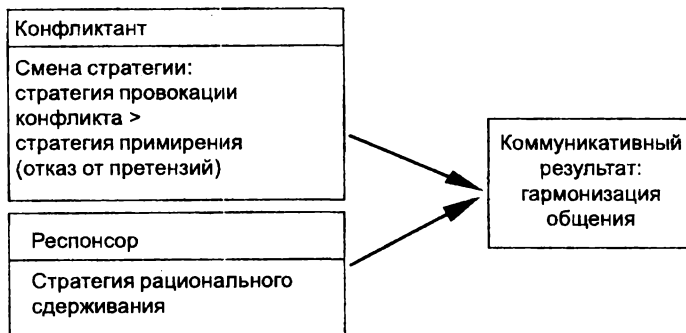 Конфликтант
Смена стратегии:
стратегия провокации
конфликта >
стратегия примирения
(отказ от претензий)
Респонсор
Стратегия рационального
сдерживания
Коммуникативный
результат:
гармонизация
общения